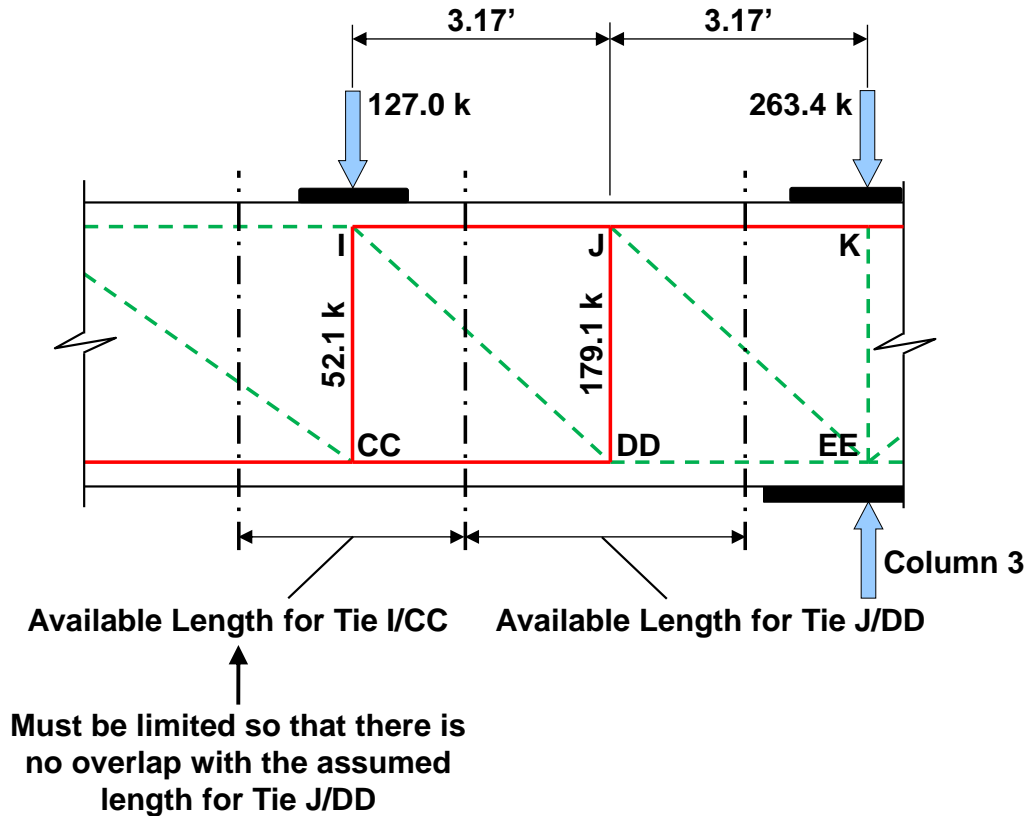 3.17’ 3.17’
127.0 k 263.4 k
I J K
52.1 k 179.1 k
CC DD EE
Column 3
Available Length for Tie I/CC Available Length for Tie J/DD
Must be limited so that there is
no overlap with the assumed
length for Tie J/DD